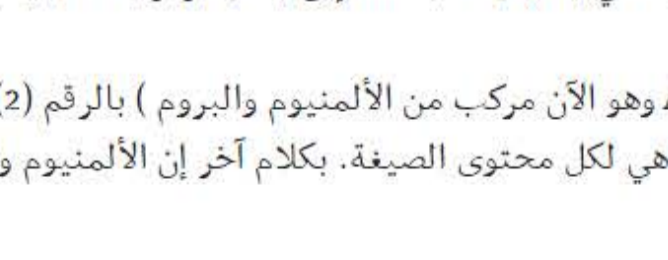 وهو الآن مركب من الألمنيوم والبروم ) بالرقم (2)
هي لكل محتوى الصيغة. بكلام آخر إن الألمنيوم و